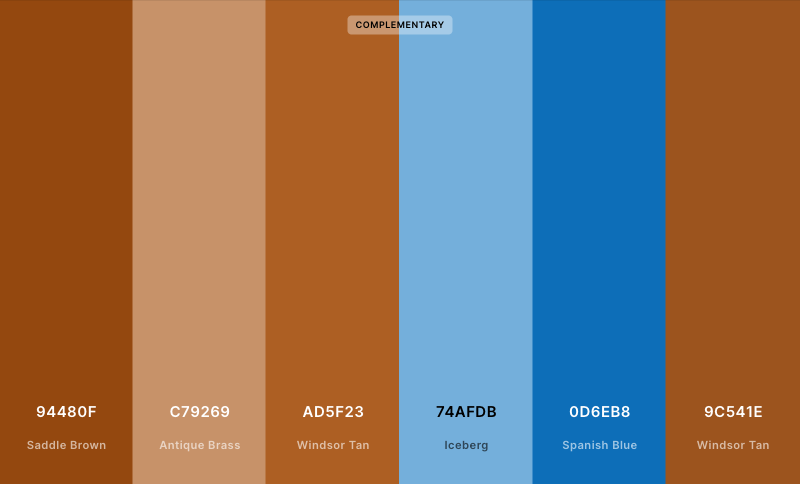 COMPLEMENTARY
94480F C79269 AD5F23 74AFDB 0D6EB8 9C541E
Saddle Brown Antique Brass Windsor Tan Iceberg Spanish Blue Windsor Tan